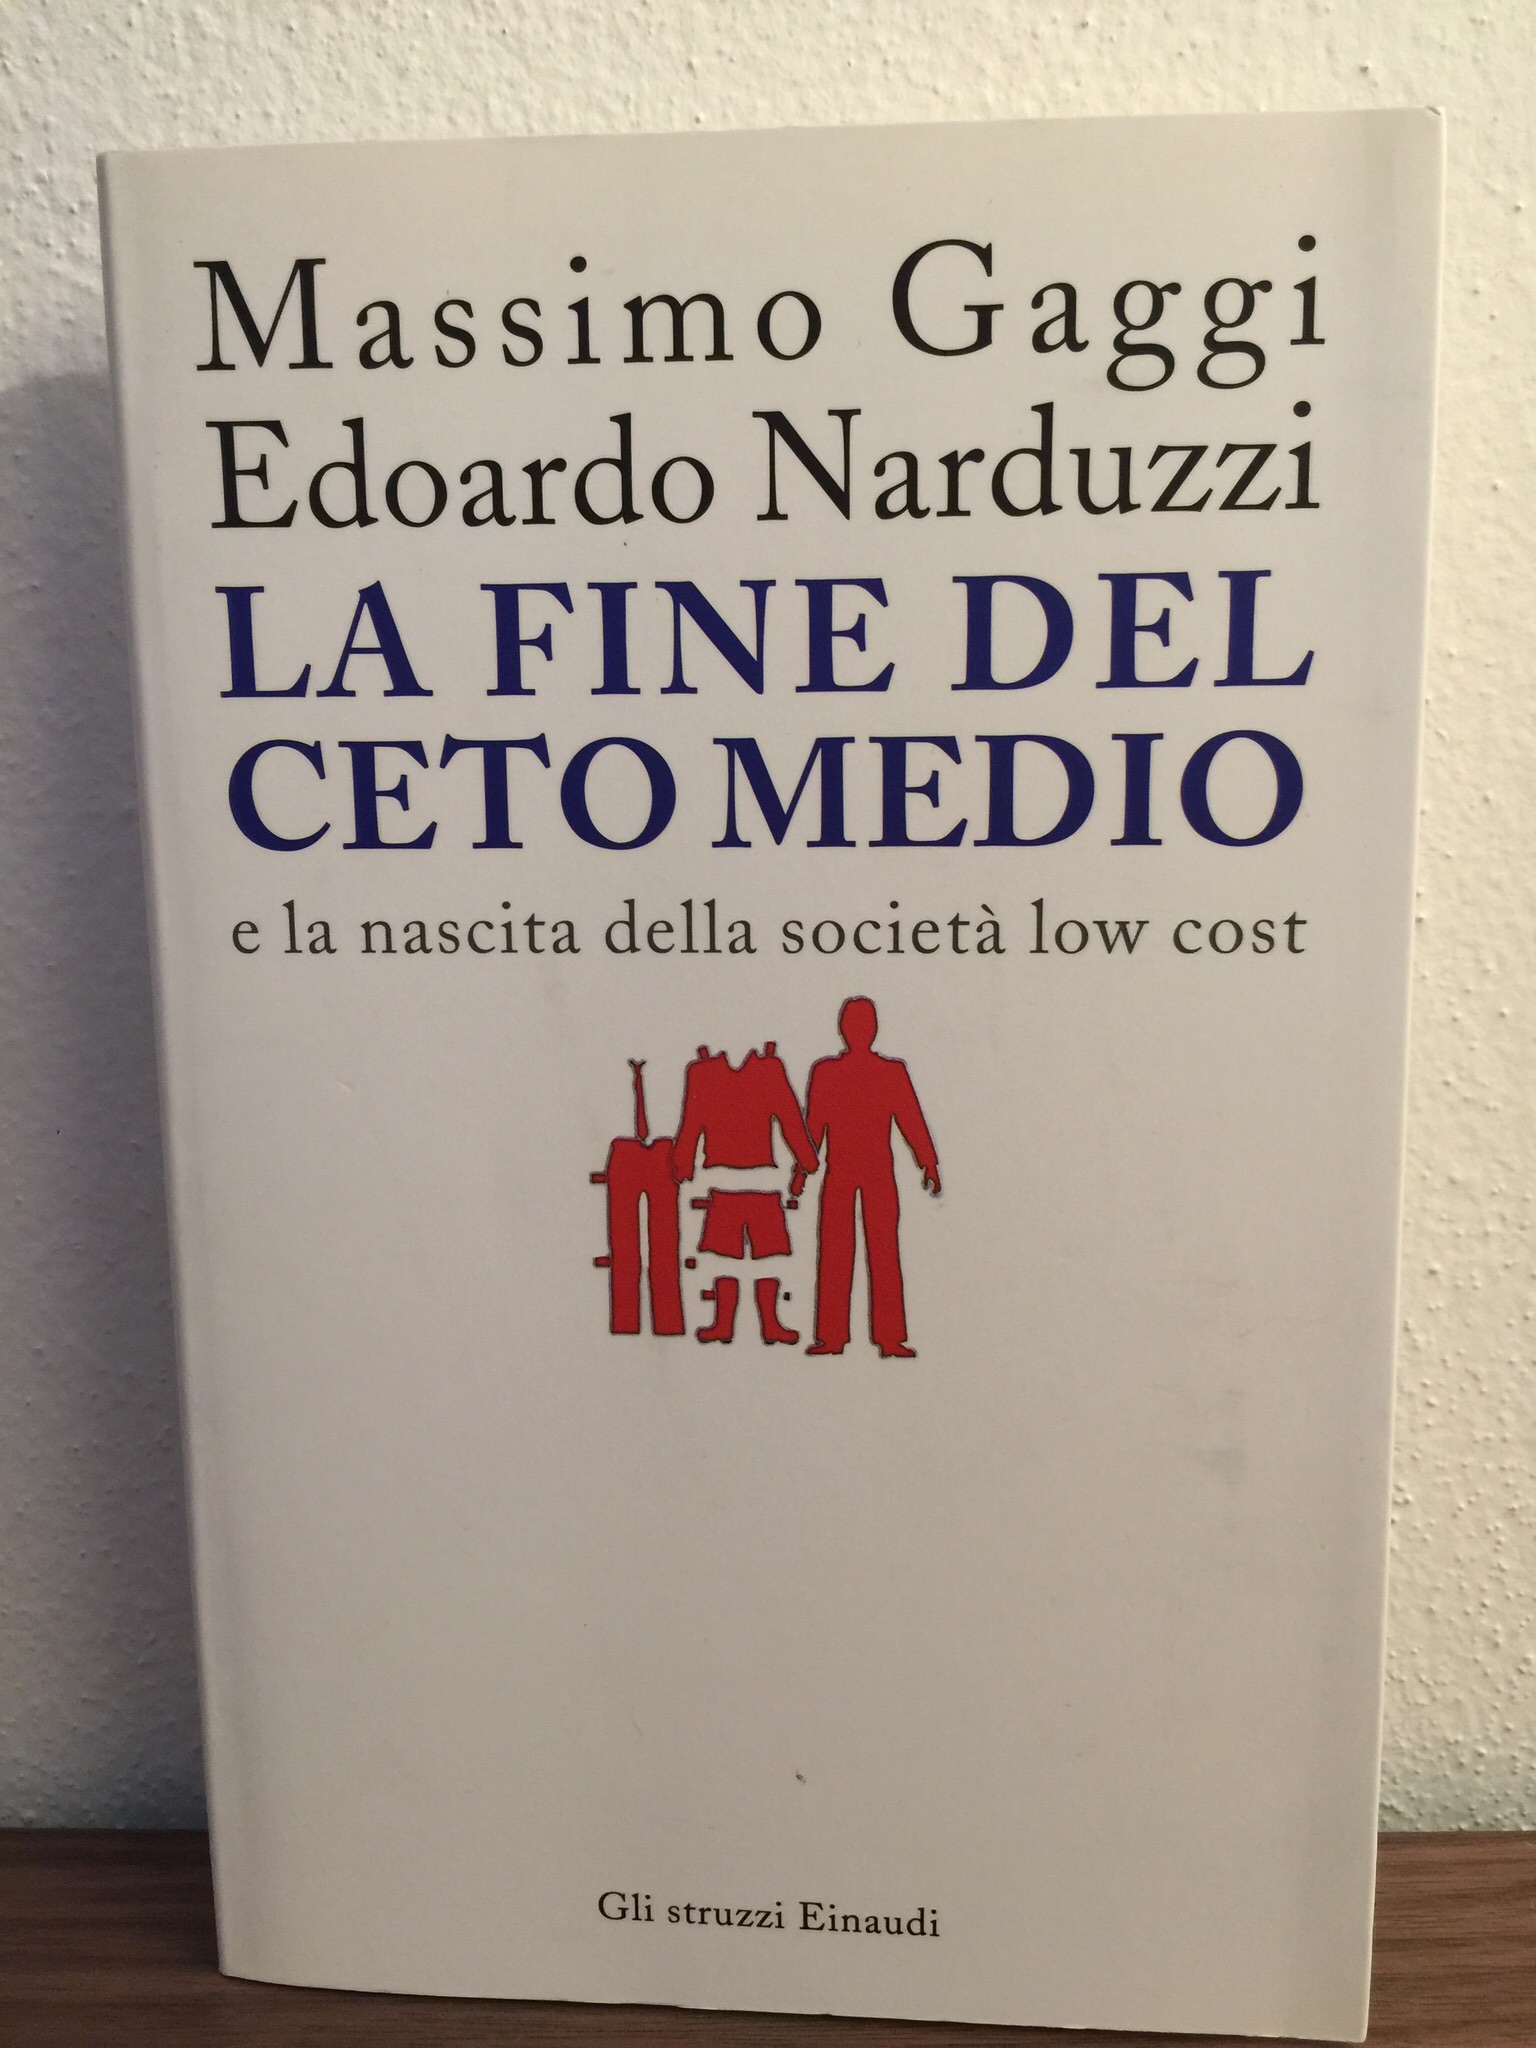 Massimo Gaggi
Edoardo Narduzzi
LA FINE DEL
CETO MEDIO
e la nascita della società low cost
Gli struzzi Einaudi